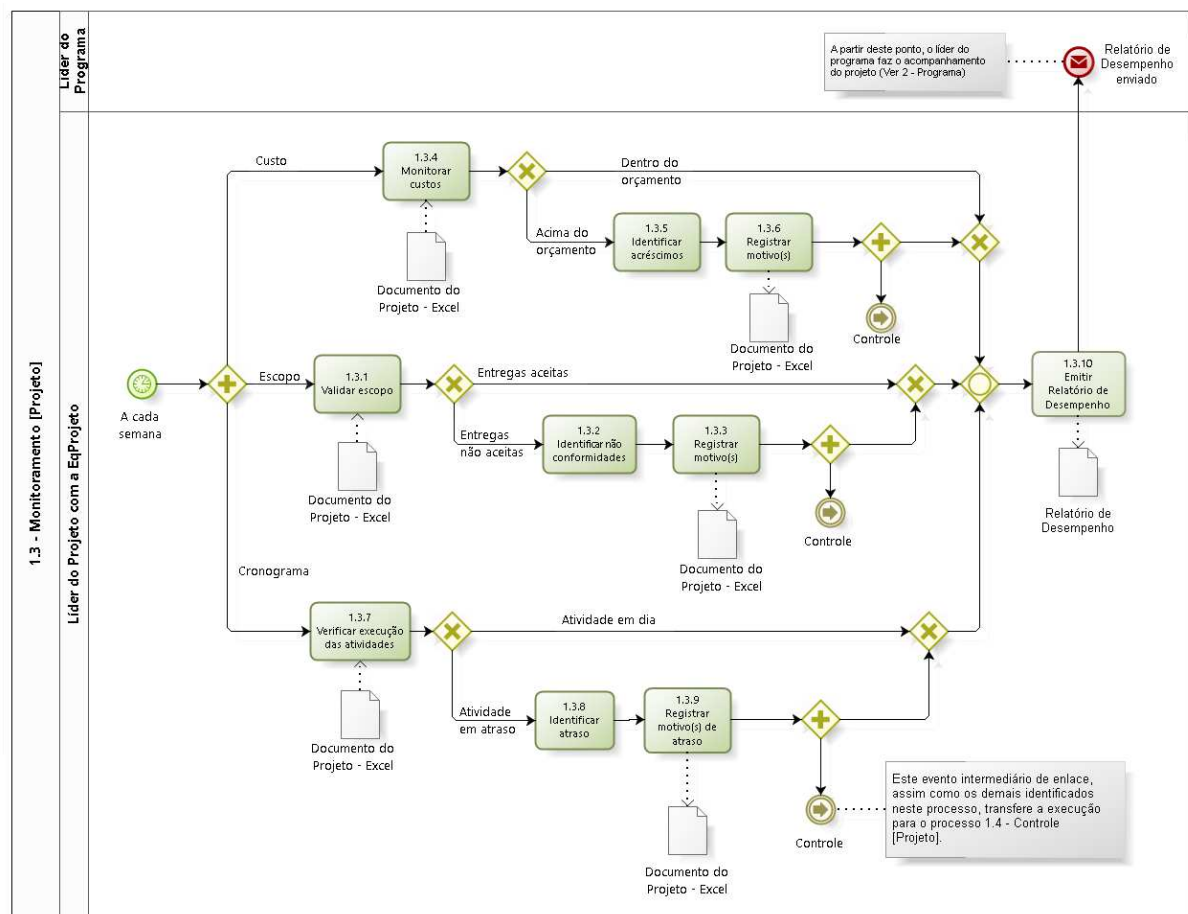 1.3 - Monitoramento [Projeto]
Líder do
Programa
Líder do Projeto com a EqProjeto
A partir deste ponto, o líder do
programa faz o acompanhamento
do projeto (Ver 2 - Programa)
Relatório de
Desempenho
enviado
Custo
1.3.4
Monitorar
custos
Documento do
Projeto - Excel
Dentro do
orçamento
Acima do
orçamento
1.3.5
Identificar
acréscimos
1.3.6
Registrar
motivo(s)
Documento do
Projeto - Excel
Controle
A cada
semana
Escopo
1.3.1
Validar escopo
Documento do
Projeto - Excel
Entregas aceitas
Entregas
não aceitas
1.3.2
Identificar não
conformidades
1.3.3
Registrar
motivo(s)
Documento do
Projeto - Excel
Controle
1.3.10
Emitir
Relatório de
Desempenho
Relatório de
Desempenho
Cronograma
1.3.7
Verificar execução
das atividades
Documento do
Projeto - Excel
Atividade em dia
Atividade
em atraso
1.3.8
Identificar
atraso
1.3.9
Registrar
motivo(s) de
atraso
Documento do
Projeto - Excel
Controle
Este evento intermediário de enlace,
assim como os demais identificados
neste processo, transfere a execução
para o processo 1.4 - Controle
[Projeto].